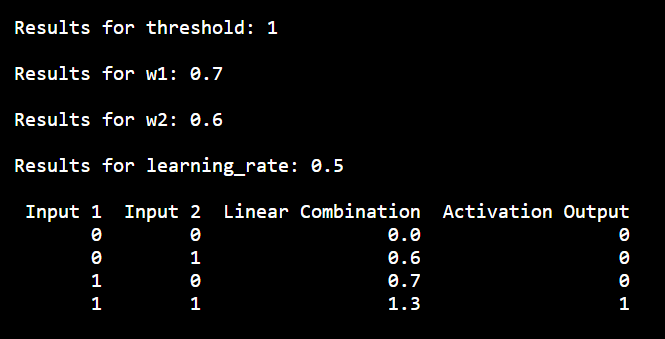 Results for threshold: 1
Results for w1: 0.7
Results for w2: 0.6
Results for learning_rate: 0.5
Input 1  Input 2  Linear Combination  Activation Output
0        0                 0.0                  0
0        1                 0.6                  0
1        0                 0.7                  0
1        1                 1.3                  1